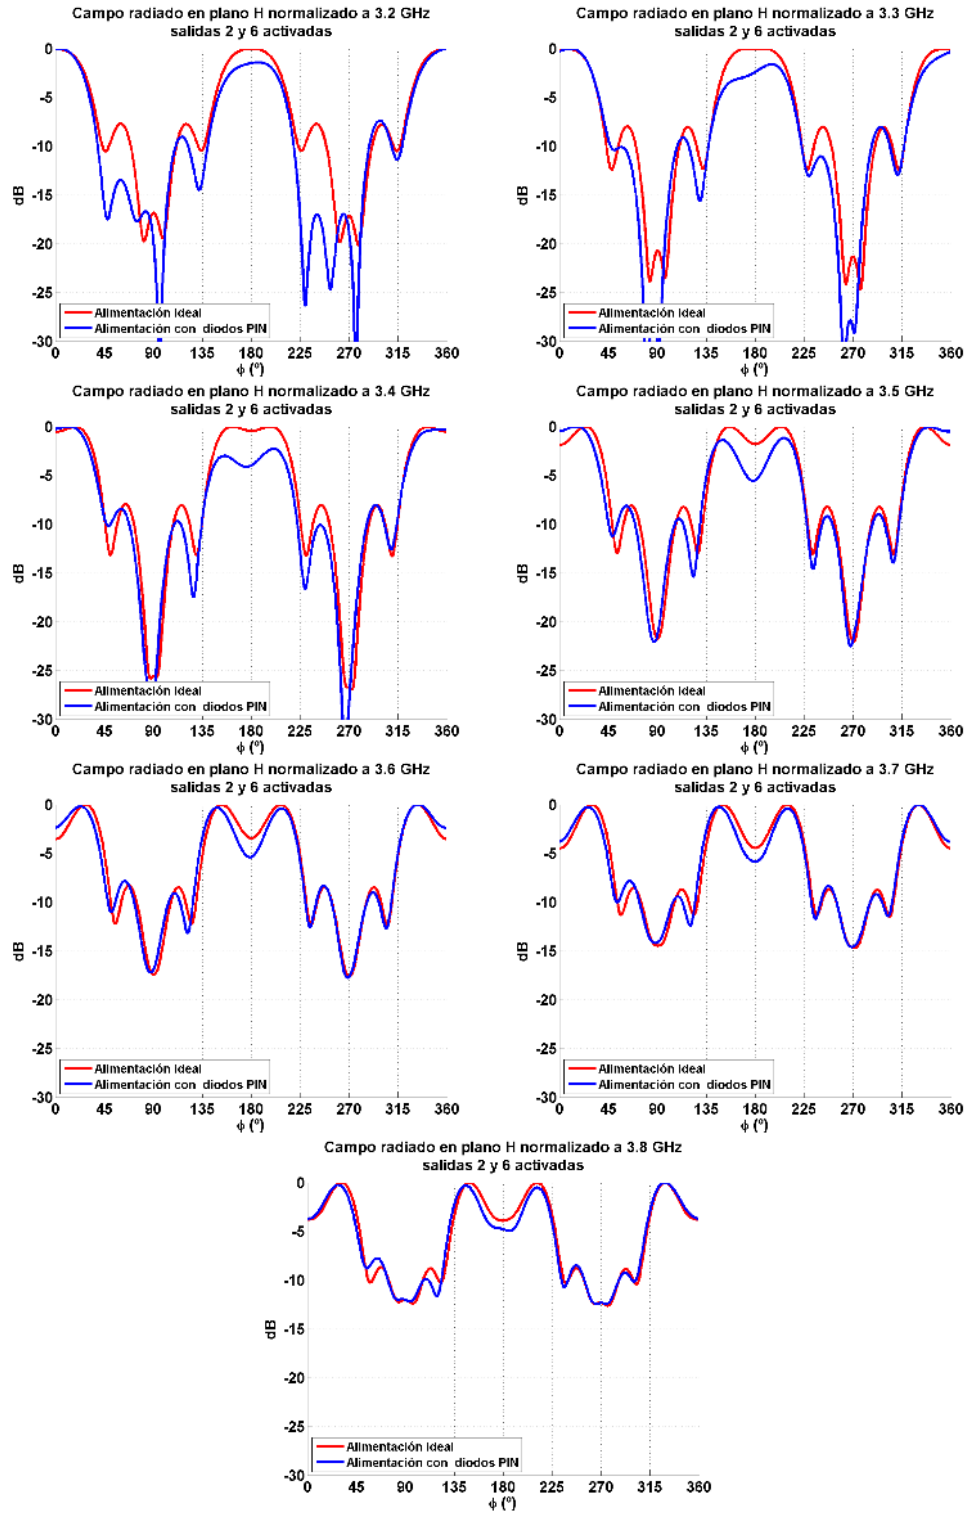 Campo radiado en plano H normalizado a 3.2 GHz
salidas 2 y 6 activadas
0
-5
-10
-15
-20
-25
-30
dB
Alimentación ideal
Alimentación con diodos PIN
0 45 90 135 180 225 270 315 360
ϕ (º)
Campo radiado en plano H normalizado a 3.3 GHz
salidas 2 y 6 activadas
0
-5
-10
-15
-20
-25
-30
dB
Alimentación ideal
Alimentación con diodos PIN
0 45 90 135 180 225 270 315 360
ϕ (º)
Campo radiado en plano H normalizado a 3.4 GHz
salidas 2 y 6 activadas
0
-5
-10
-15
-20
-25
-30
dB
Alimentación ideal
Alimentación con diodos PIN
0 45 90 135 180 225 270 315 360
ϕ (º)
Campo radiado en plano H normalizado a 3.5 GHz
salidas 2 y 6 activadas
0
-5
-10
-15
-20
-25
-30
dB
Alimentación ideal
Alimentación con diodos PIN
0 45 90 135 180 225 270 315 360
ϕ (º)
Campo radiado en plano H normalizado a 3.6 GHz
salidas 2 y 6 activadas
0
-5
-10
-15
-20
-25
-30
dB
Alimentación ideal
Alimentación con diodos PIN
0 45 90 135 180 225 270 315 360
ϕ (º)
Campo radiado en plano H normalizado a 3.7 GHz
salidas 2 y 6 activadas
0
-5
-10
-15
-20
-25
-30
dB
Alimentación ideal
Alimentación con diodos PIN
0 45 90 135 180 225 270 315 360
ϕ (º)
Campo radiado en plano H normalizado a 3.8 GHz
salidas 2 y 6 activadas
0
-5
-10
-15
-20
-25
-30
dB
Alimentación ideal
Alimentación con diodos PIN
0 45 90 135 180 225 270 315 360
ϕ (º)